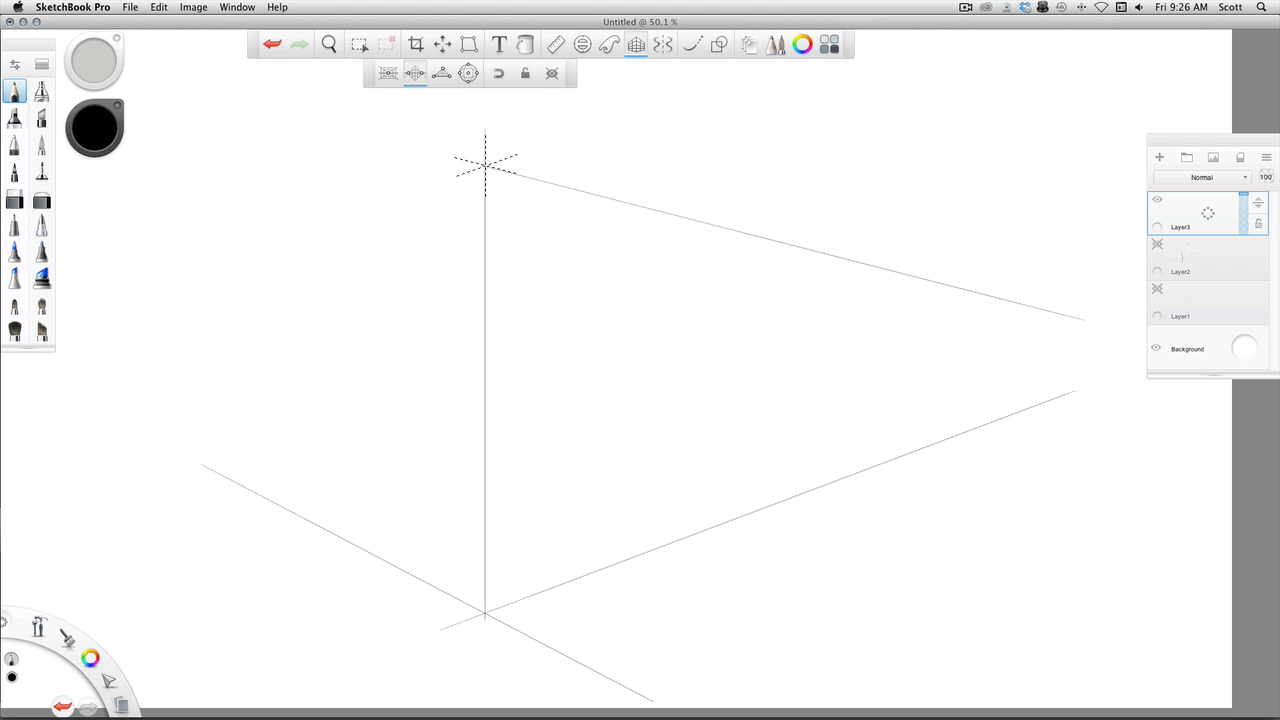 SketchBook Pro File Edit Image Window Help Fri 9:26 AM Scott
Untitled @ 50.1 %
T
Normal 100
Layer3
Layer2
Layer1
Background